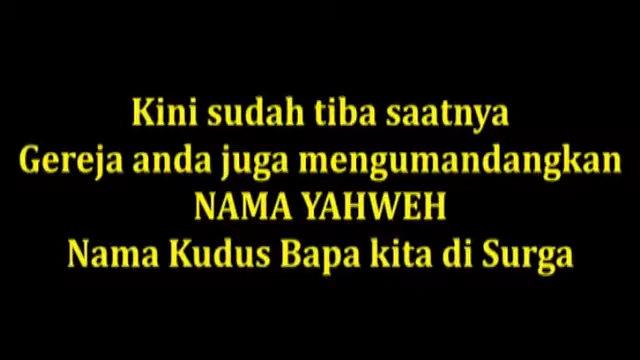 Kini sudah tiba saatnya
Gereja anda juga mengumandangkan
NAMA YAHWEH
Nama Kudus Bapa kita di Surga